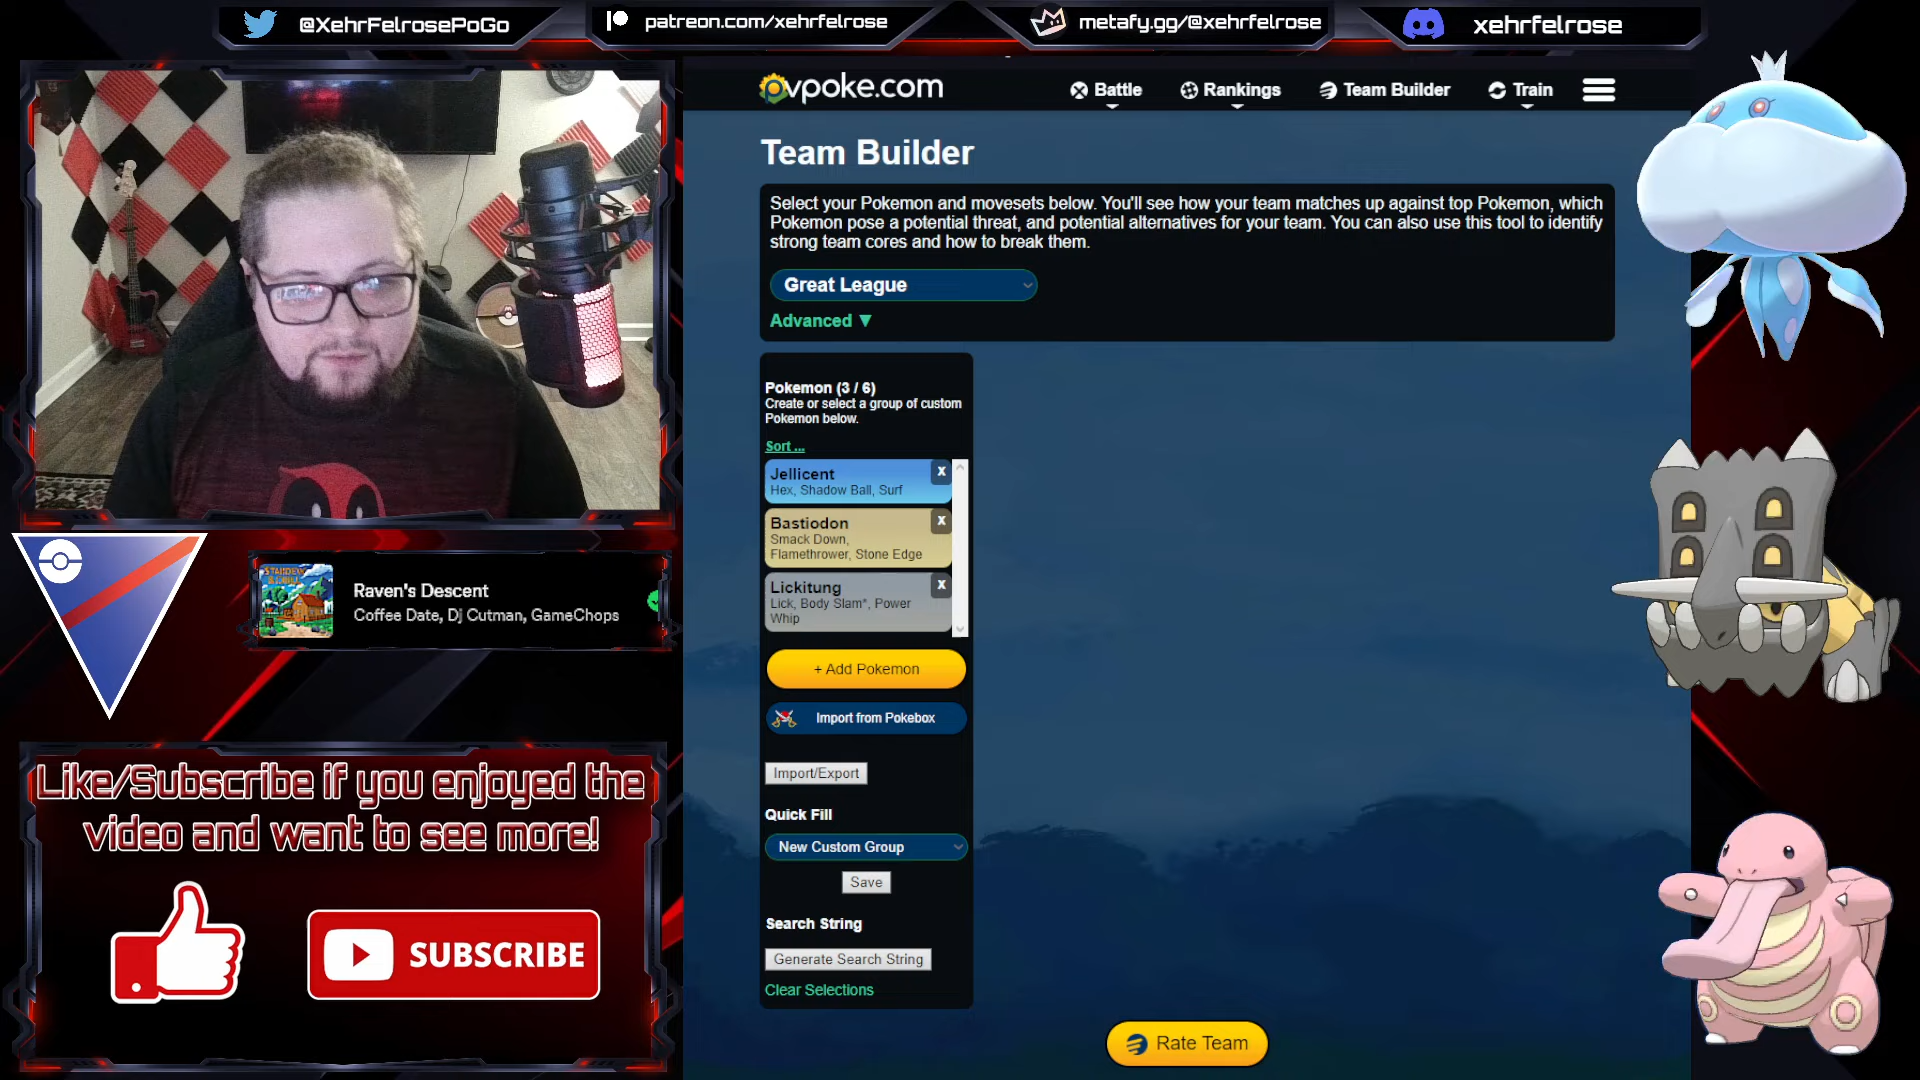 @XehrFelrosePoGo
patreon.com/xehrfelrose
metafy.gg/@xehrfelrose
xehrfelrose
pvpoke.com
Battle
Rankings
Team Builder
Train
Team Builder
Select your Pokemon and movesets below. You'll see how your team matches up against top Pokemon, which
Pokemon pose a potential threat, and potential alternatives for your team. You can also use this tool to identify
strong team cores and how to break them.
Great League
Advanced ▼
Pokemon (3 / 6)
Create or select a group of custom
Pokemon below.
Sort ...
Jellicent
x
Hex, Shadow Ball, Surf
Bastiodon
x
Smack Down,
Flamethrower, Stone Edge
Lickitung
x
Lick, Body Slam*, Power
Whip
+ Add Pokemon
Import from Pokebox
Import/Export
Quick Fill
New Custom Group
Save
Search String
Generate Search String
Clear Selections
Rate Team
Raven's Descent
Coffee Date, Dj Cutman, GameChops
Like/Subscribe if you enjoyed the
video and want to see more!
SUBSCRIBE